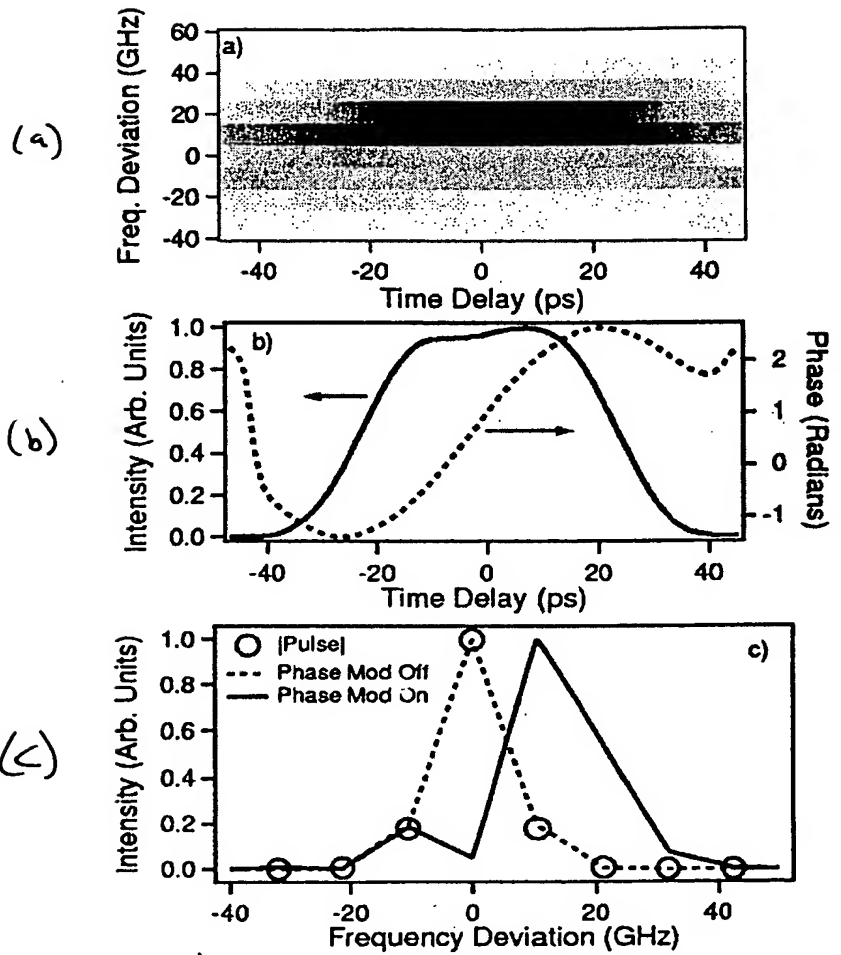 a)
(a)
Freq. Deviation (GHz)
60
40
20
0
-20
-40
-40 -20 0 20 40
Time Delay (ps)
b)
(b)
Intensity (Arb. Units)
1.0
0.8
0.6
0.4
0.2
0.0
Phase (Radians)
2
1
0
-1
-40 -20 0 20 40
Time Delay (ps)
c)
(c)
Intensity (Arb. Units)
1.0
0.8
0.6
0.4
0.2
0.0
|Pulse|
Phase Mod Off
Phase Mod On
-40 -20 0 20 40
Frequency Deviation (GHz)